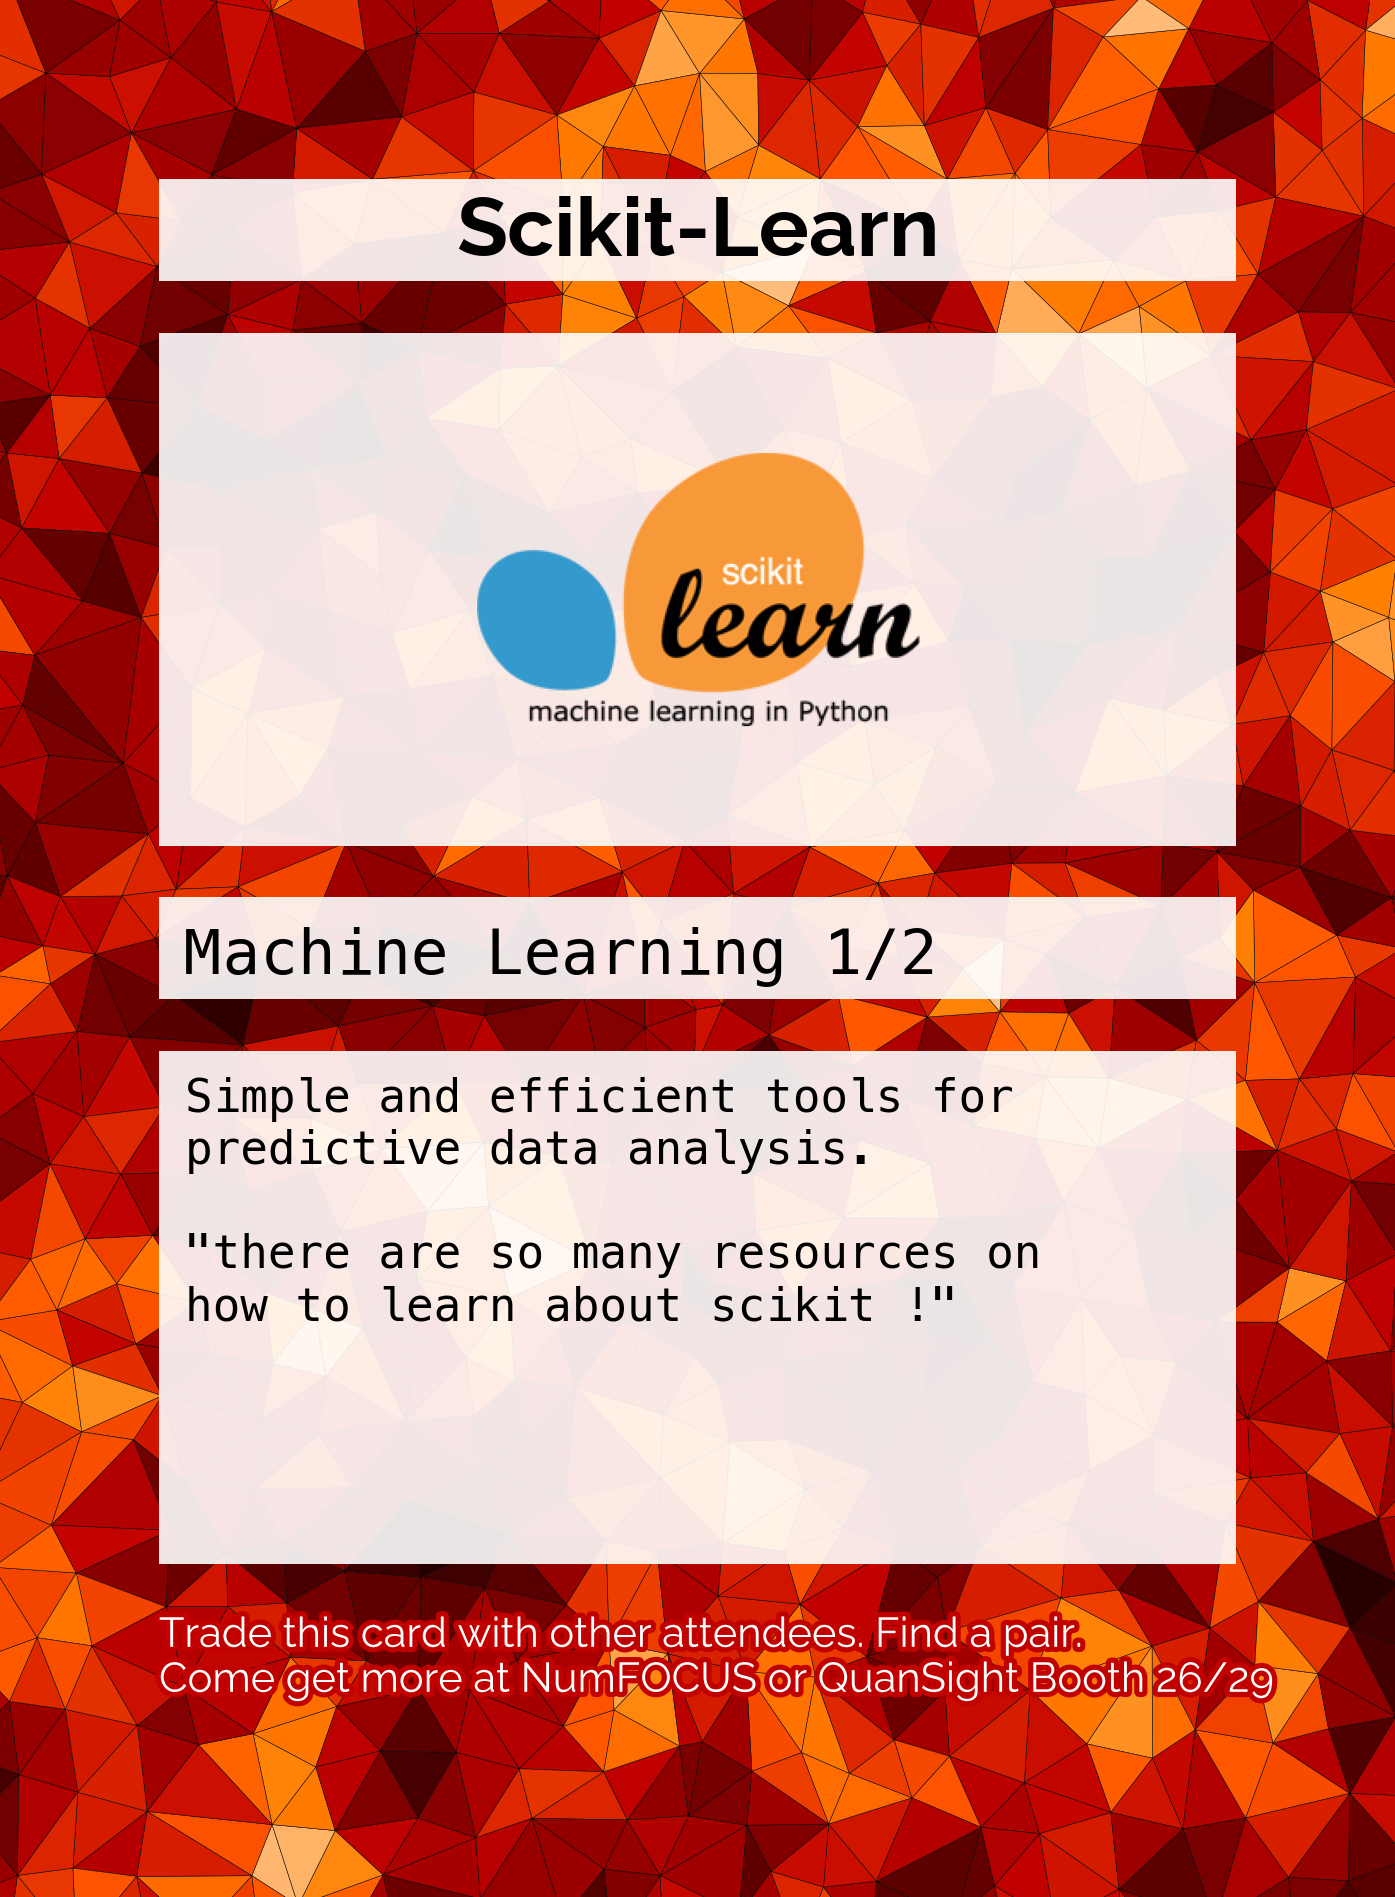 Scikit-Learn
scikit
learn
machine learning in Python
Machine Learning 1/2
Simple and efficient tools for
predictive data analysis.
"there are so many resources on
how to learn about scikit !"
Trade this card with other attendees. Find a pair.
Come get more at NumFOCUS or QuanSight Booth 26/29